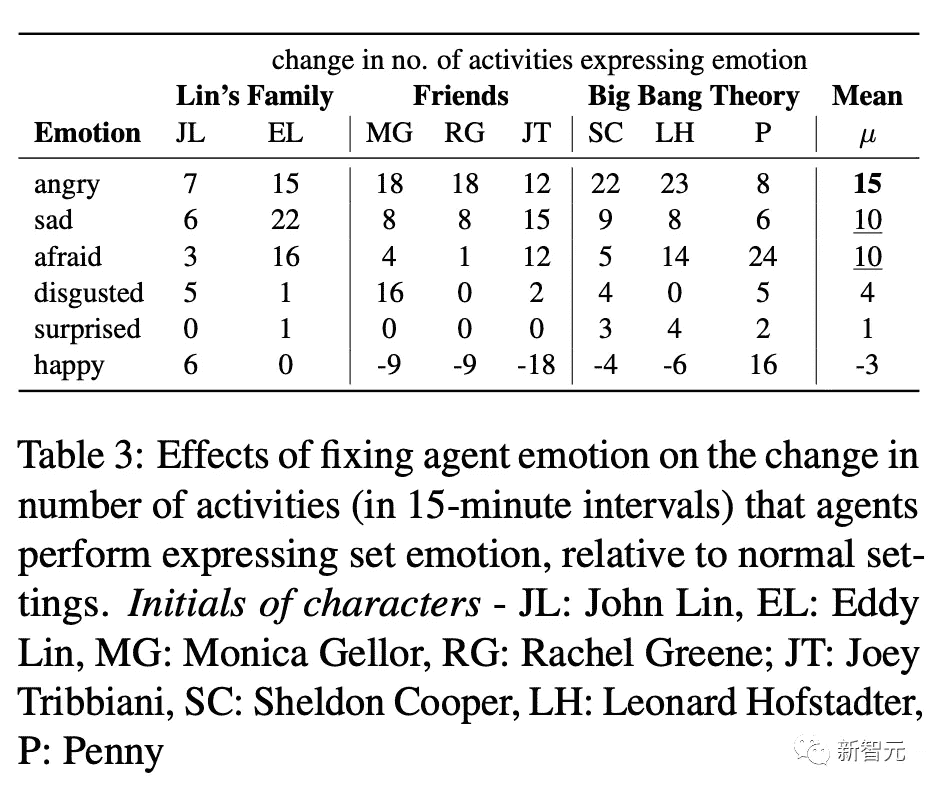 change in no. of activities expressing emotion
Lin's Family Friends Big Bang Theory Mean
Emotion JL EL MG RG JT SC LH P μ
angry 7 15 18 18 12 22 23 8 15
sad 6 22 8 8 15 9 8 6 10
afraid 3 16 4 1 12 5 14 24 10
disgusted 5 1 16 0 2 4 0 5 4
surprised 0 1 0 0 0 3 4 2 1
happy 6 0 -9 -9 -18 -4 -6 16 -3
Table 3: Effects of fixing agent emotion on the change in
number of activities (in 15-minute intervals) that agents
perform expressing set emotion, relative to normal set-
tings. Initials of characters - JL: John Lin, EL: Eddy
Lin, MG: Monica Gellor, RG: Rachel Greene; JT: Joey
Tribbiani, SC: Sheldon Cooper, LH: Leonard Hofstadter,
P: Penny
新智元